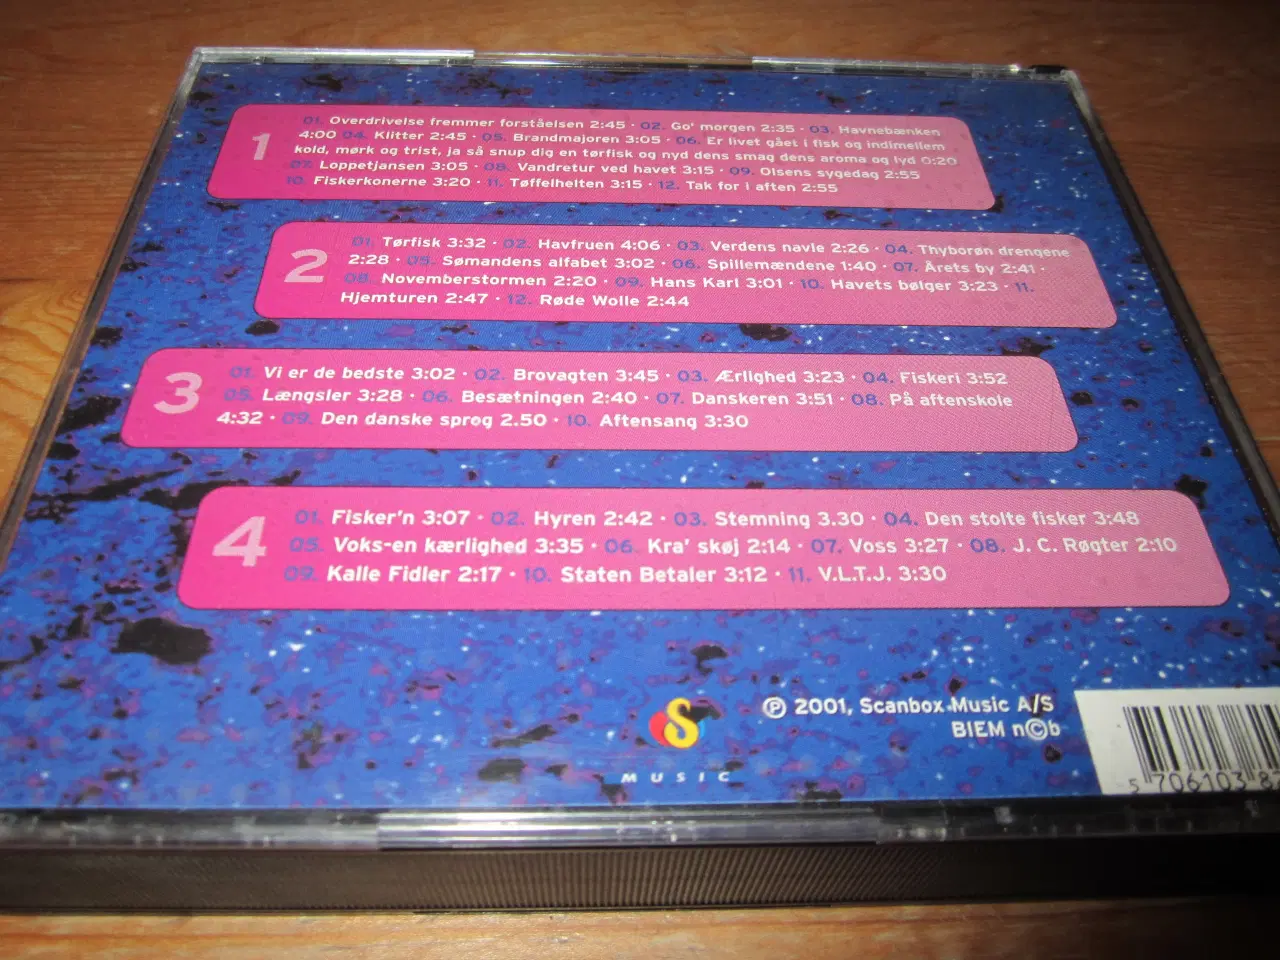 1
01. Overdrivelse fremmer forståelsen 2:45 · 02. Go' morgen 2:35 · 03. Havnebænken
4:00 04. Klitter 2:45 · 05. Brandmajoren 3:05 · 06. Er livet gået i fisk og indimellem
kold, mørk og trist, ja så snup dig en tørfisk og nyd dens smag dens aroma og lyd 0:20
07. Loppetjansen 3:05 · 08. Vandretur ved havet 3:15 · 09. Olsens sygedag 2:55
10. Fiskerkonerne 3:20 · 11. Tøffelhelten 3:15 · 12. Tak for i aften 2:55
2
01. Tørfisk 3:32 · 02. Havfruen 4:06 · 03. Verdens navle 2:26 · 04. Thyborøn drengene
2:28 · 05. Sømandens alfabet 3:02 · 06. Spillemændene 1:40 · 07. Årets by 2:41 ·
08. Novemberstormen 2:20 · 09. Hans Karl 3:01 · 10. Havets bølger 3:23 · 11.
Hjemturen 2:47 · 12. Røde Wolle 2:44
3
01. Vi er de bedste 3:02 · 02. Brovagten 3:45 · 03. Ærlighed 3:23 · 04. Fiskeri 3:52
05. Længsler 3:28 · 06. Besætningen 2:40 · 07. Danskeren 3:51 · 08. På aftenskole
4:32 · 09. Den danske sprog 2.50 · 10. Aftensang 3:30
4
01. Fisker'n 3:07 · 02. Hyren 2:42 · 03. Stemning 3.30 · 04. Den stolte fisker 3:48
05. Voks-en kærlighed 3:35 · 06. Kra' skøj 2:14 · 07. Voss 3:27 · 08. J. C. Røgter 2:10
09. Kalle Fidler 2:17 · 10. Staten Betaler 3:12 · 11. V.L.T.J. 3:30
S
MUSIC
℗ 2001, Scanbox Music A/S
BIEM n©b
5 706103 8